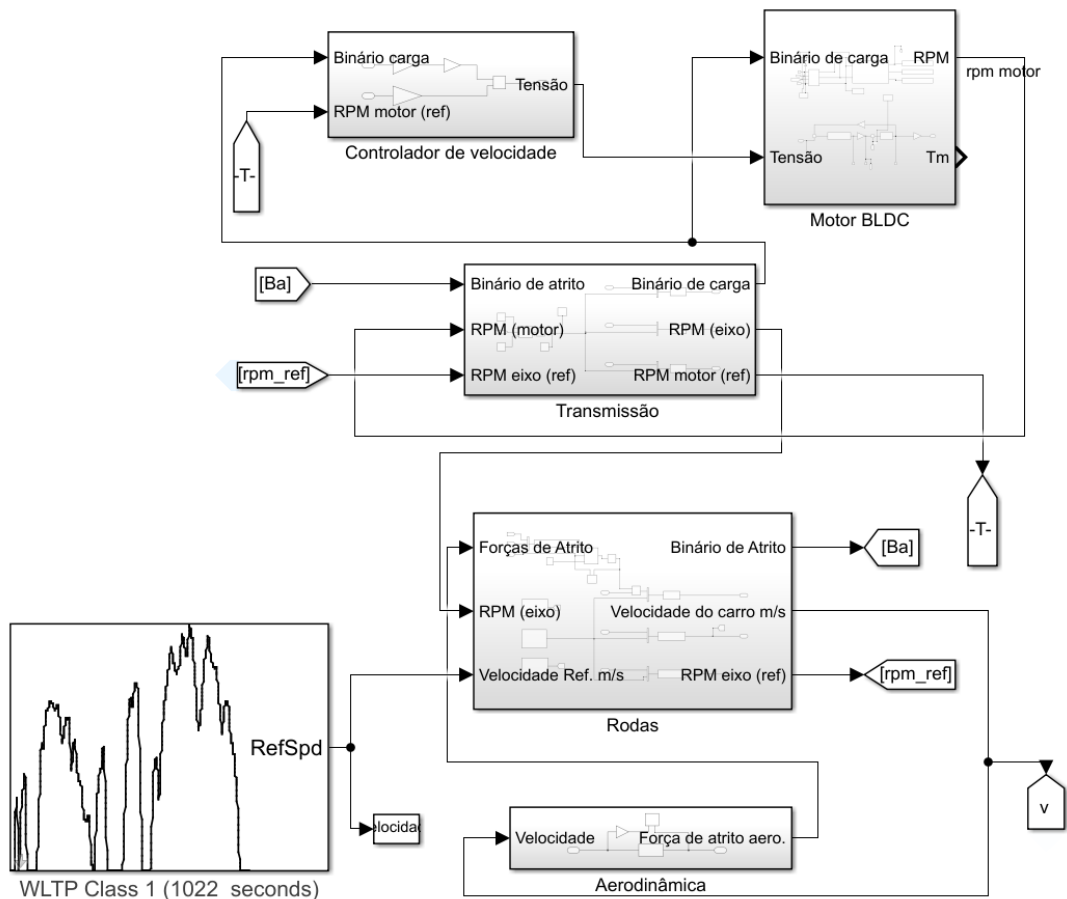 Binário carga
Tensão
RPM motor (ref)
Controlador de velocidade
-T-
Binário de carga
RPM
rpm motor
Tensão
Tm
Motor BLDC
[Ba]
Binário de atrito
Binário de carga
RPM (motor)
RPM (eixo)
[rpm_ref]
RPM eixo (ref)
RPM motor (ref)
Transmissão
-T-
Forças de Atrito
Binário de Atrito
[Ba]
RPM (eixo)
Velocidade do carro m/s
Velocidade Ref. m/s
RPM eixo (ref)
[rpm_ref]
Rodas
RefSpd
elocidad
v
Velocidade
Força de atrito aero.
Aerodinâmica
WLTP Class 1 (1022 seconds)